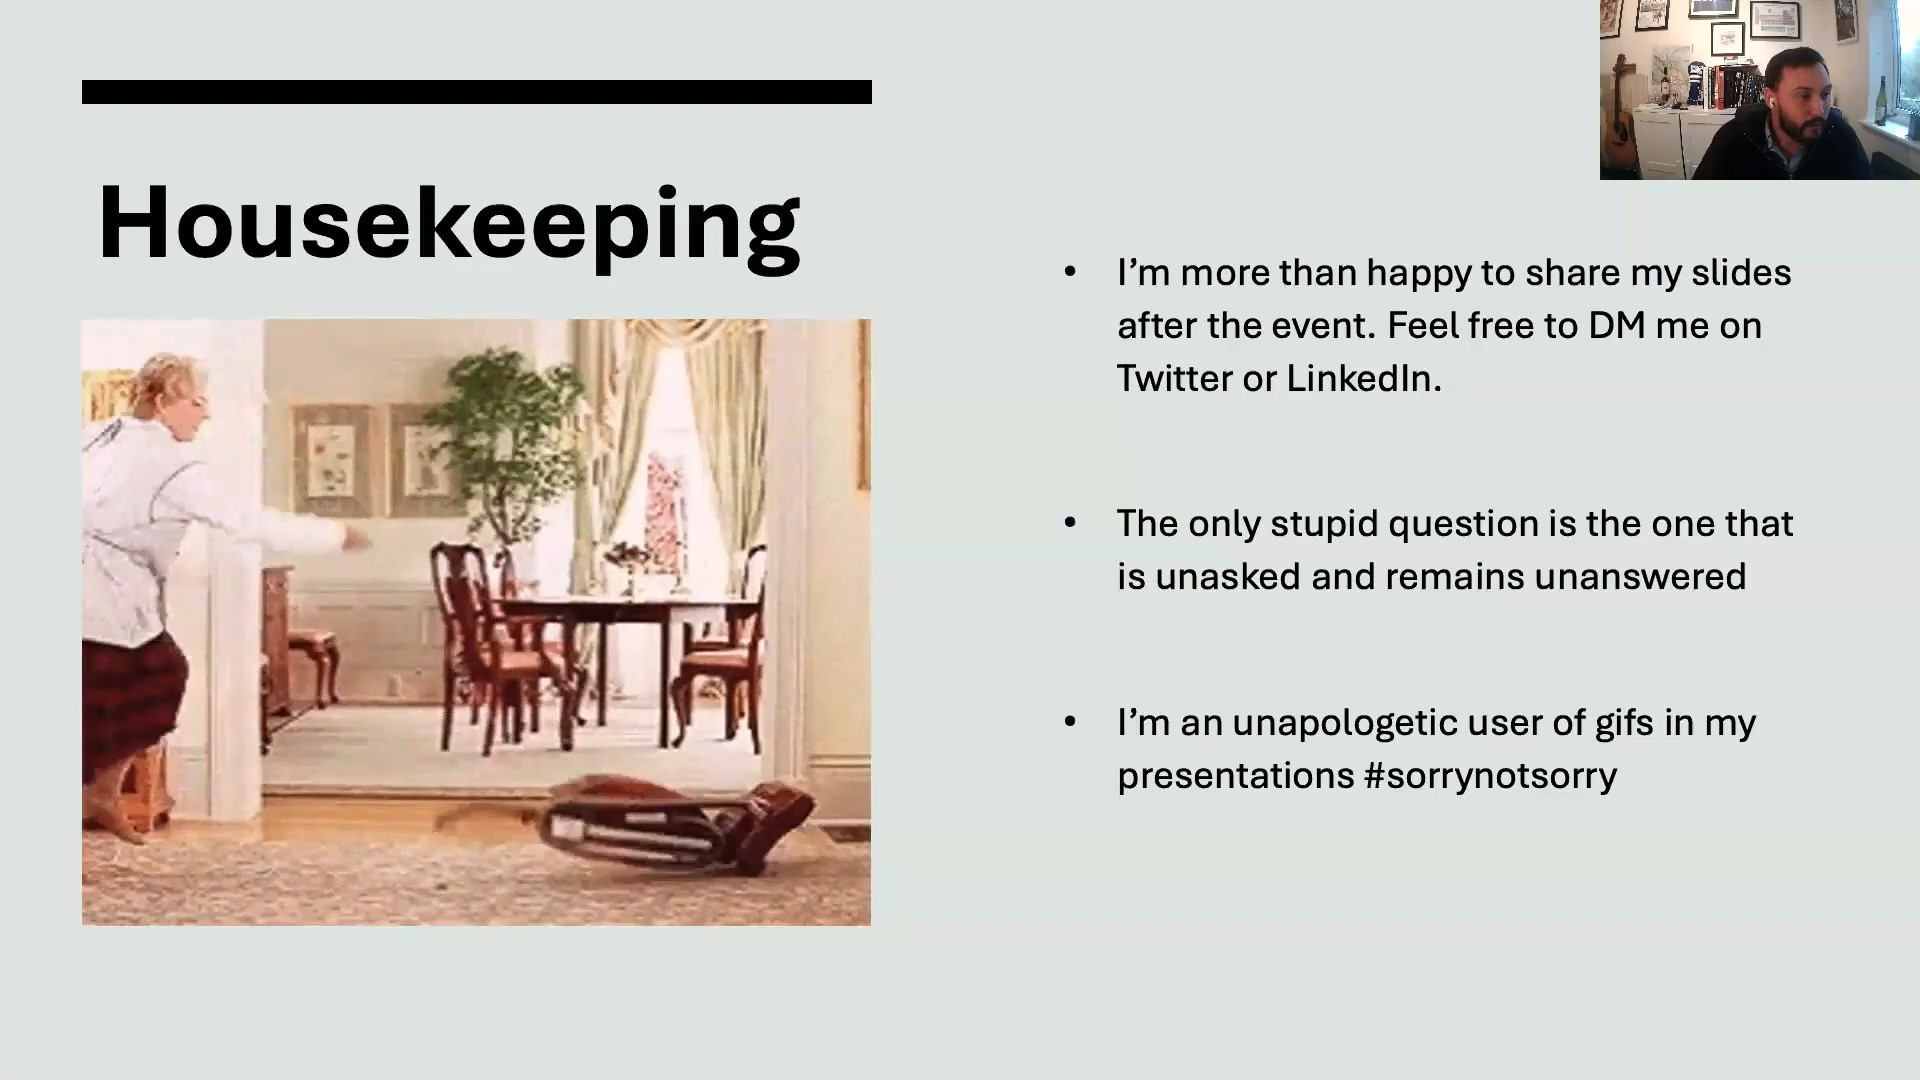 Housekeeping
• I’m more than happy to share my slides
after the event. Feel free to DM me on
Twitter or LinkedIn.
• The only stupid question is the one that
is unasked and remains unanswered
• I’m an unapologetic user of gifs in my
presentations #sorrynotsorry